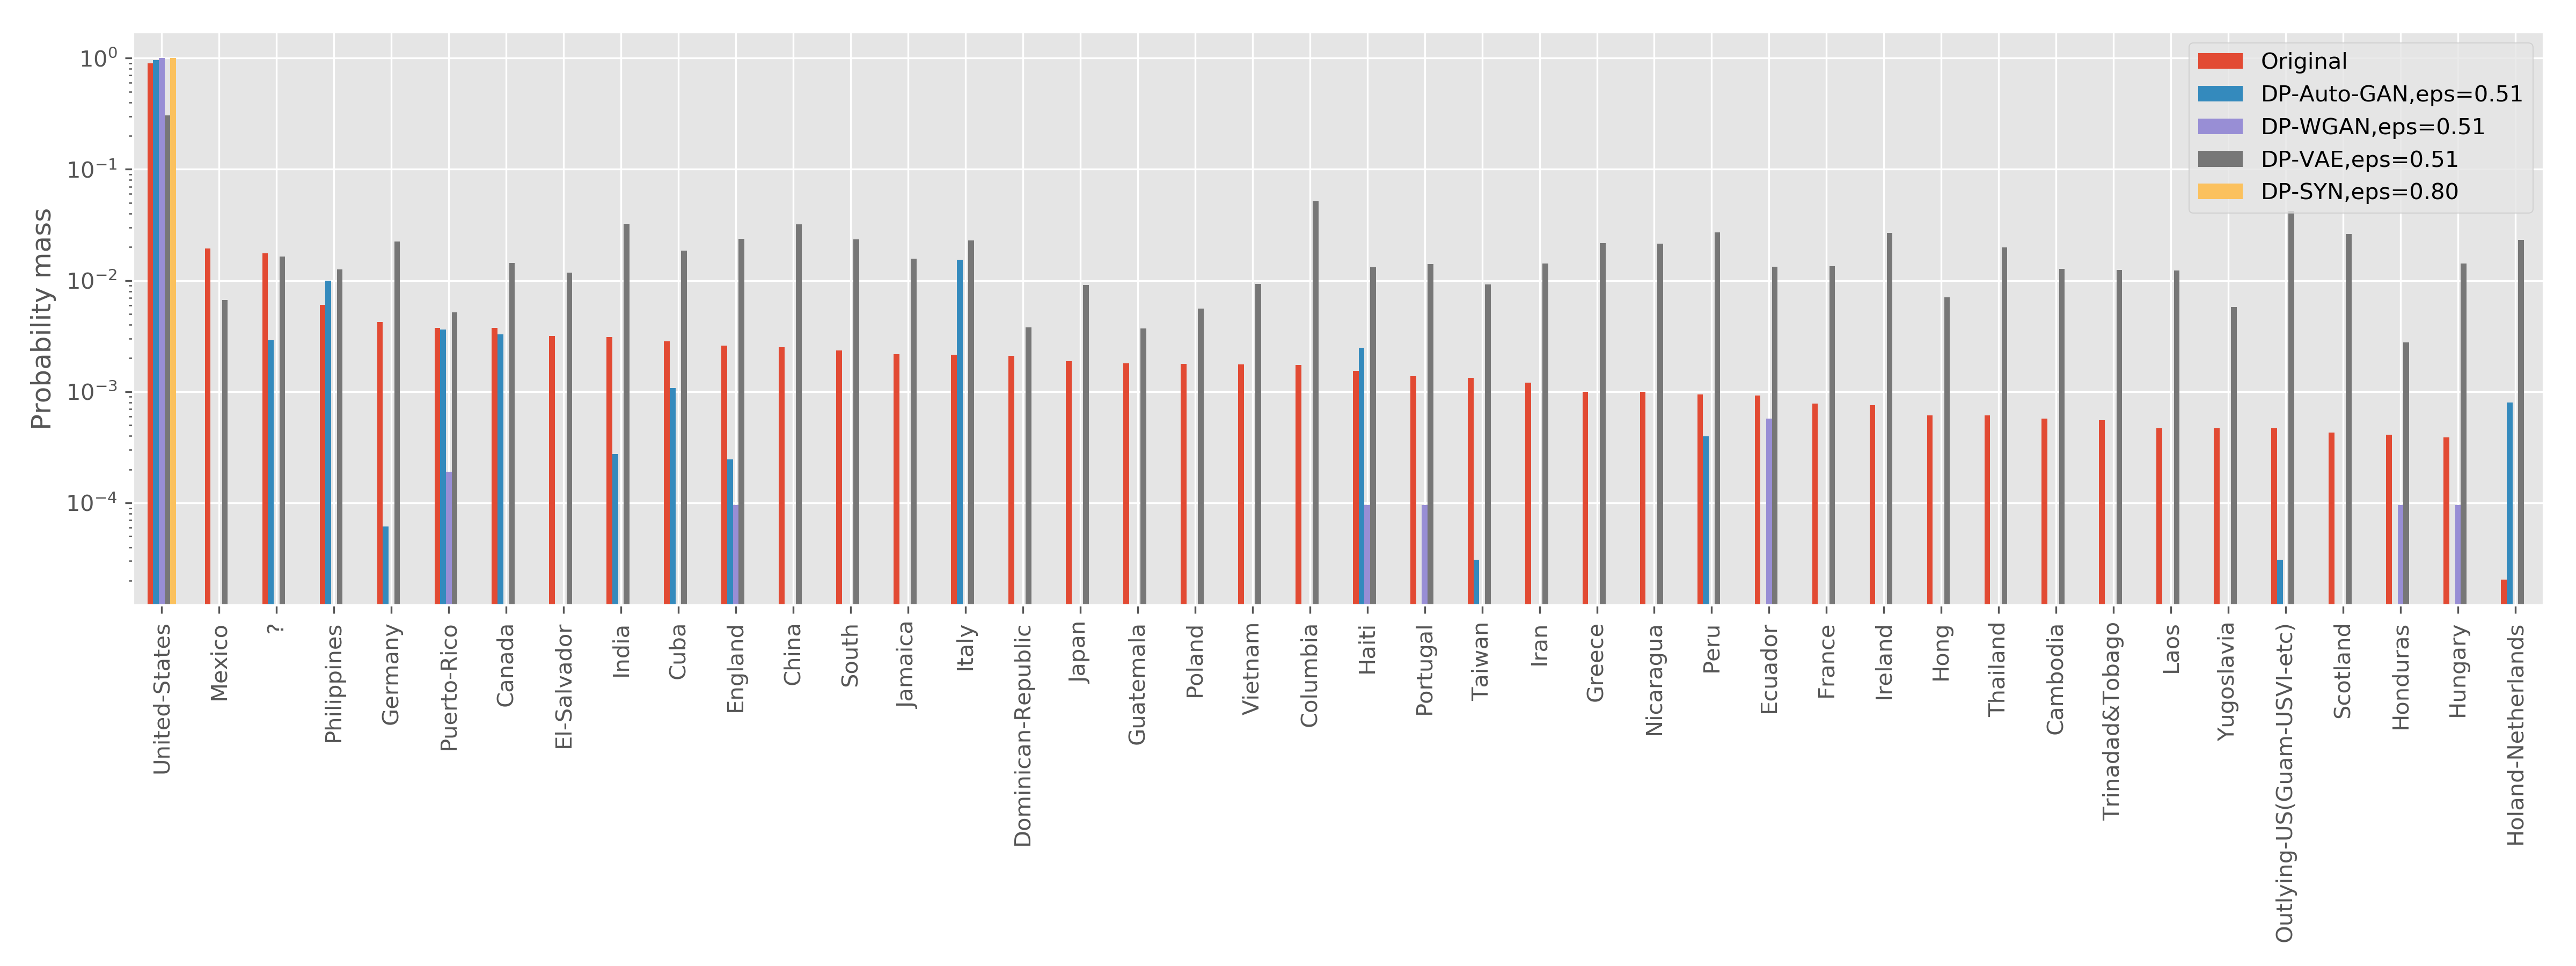 Probability mass
10⁰
10⁻¹
10⁻²
10⁻³
10⁻⁴
Original
DP-Auto-GAN,eps=0.51
DP-WGAN,eps=0.51
DP-VAE,eps=0.51
DP-SYN,eps=0.80
United-States
Mexico
?
Philippines
Germany
Puerto-Rico
Canada
El-Salvador
India
Cuba
England
China
South
Jamaica
Italy
Dominican-Republic
Japan
Guatemala
Poland
Vietnam
Columbia
Haiti
Portugal
Taiwan
Iran
Greece
Nicaragua
Peru
Ecuador
France
Ireland
Hong
Thailand
Cambodia
Trinadad&Tobago
Laos
Yugoslavia
Outlying-US(Guam-USVI-etc)
Scotland
Honduras
Hungary
Holand-Netherlands